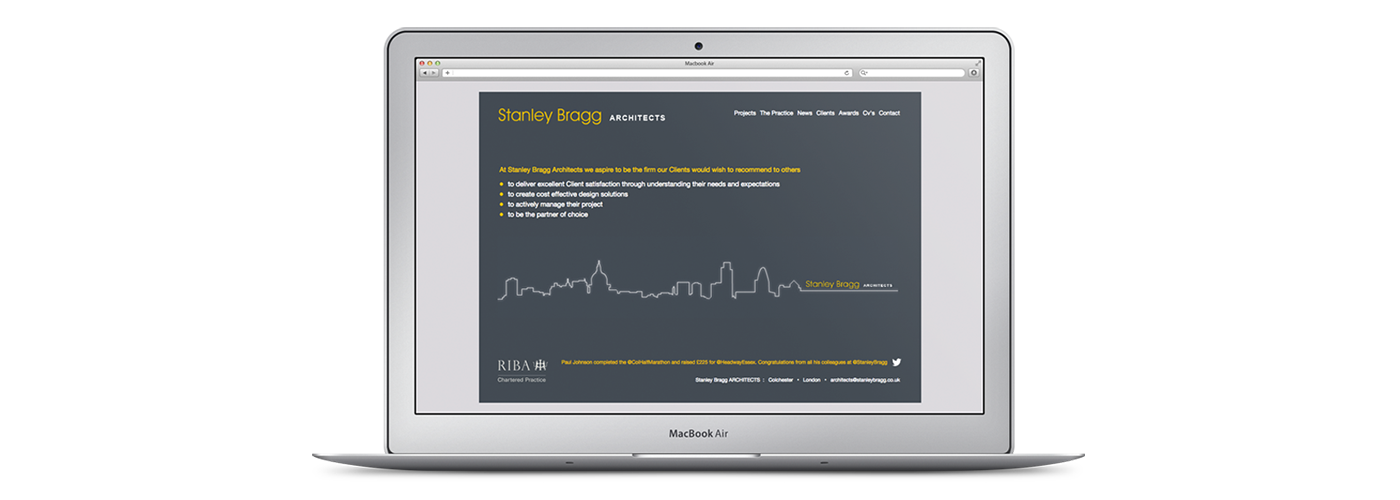 Macbook Air
Stanley Bragg ARCHITECTS
Projects The Practice News Clients Awards Cv's Contact
At Stanley Bragg Architects we aspire to be the firm our Clients would wish to recommend to others
to deliver excellent Client satisfaction through understanding their needs and expectations
to create cost effective design solutions
to actively manage their project
to be the partner of choice
Stanley Bragg ARCHITECTS
RIBA
Chartered Practice
Paul Johnson completed the @ColHalfMarathon and raised £225 for @HeadwayEssex, Congratulations from all his colleagues at @StanleyBragg
Stanley Bragg ARCHITECTS : Colchester • London • architects@stanleybragg.co.uk
MacBook Air